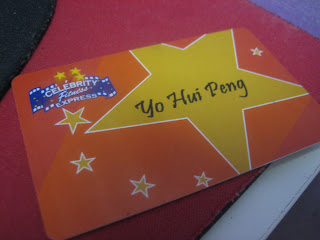 CELEBRITY
Fitness
EXPRESS
Yo Hui Peng